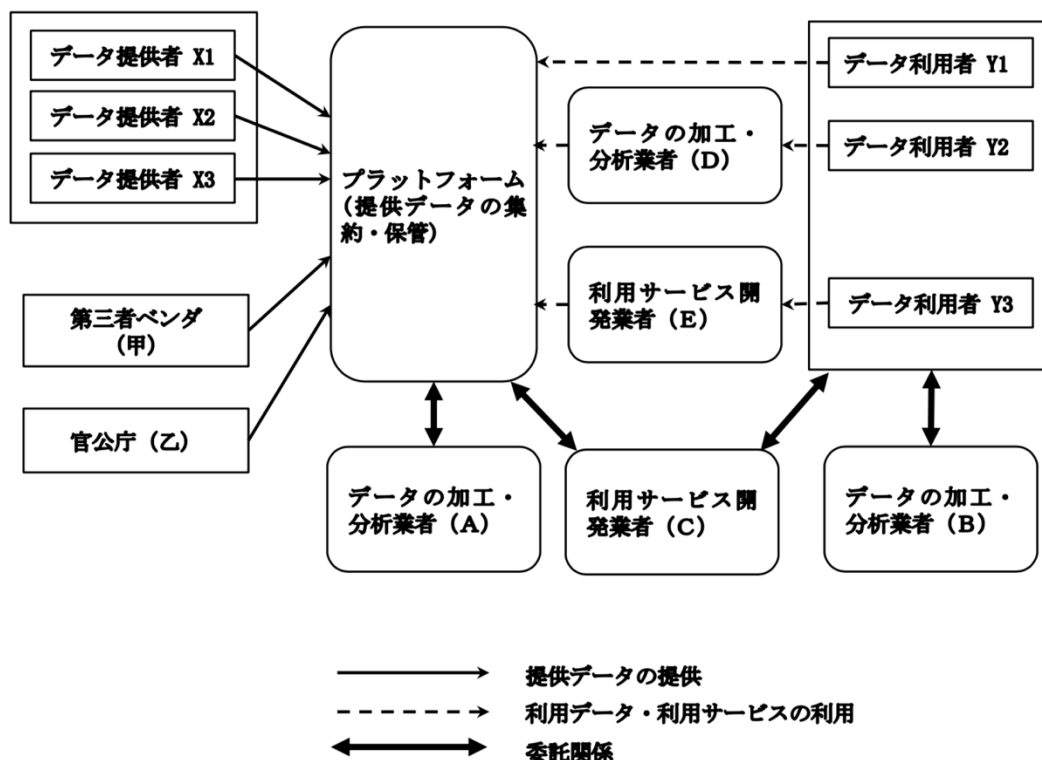 データ提供者 X1
データ提供者 X2
データ提供者 X3
第三者ベンダ
(甲)
官公庁（乙）
プラットフォーム
(提供データの集
約・保管)
データの加工・
分析業者（D）
利用サービス開
発業者（E）
データ利用者 Y1
データ利用者 Y2
データ利用者 Y3
データの加工・
分析業者（A）
利用サービス開
発業者（C）
データの加工・
分析業者（B）
提供データの提供
利用データ・利用サービスの利用
委託関係